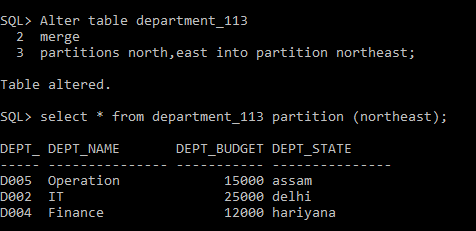 SQL> Alter table department_113
  2  merge
  3  partitions north,east into partition northeast;
Table altered.
SQL> select * from department_113 partition (northeast);
DEPT_ DEPT_NAME       DEPT_BUDGET DEPT_STATE
----- --------------- ----------- ---------------
D005  Operation             15000 assam
D002  IT                    25000 delhi
D004  Finance               12000 hariyana